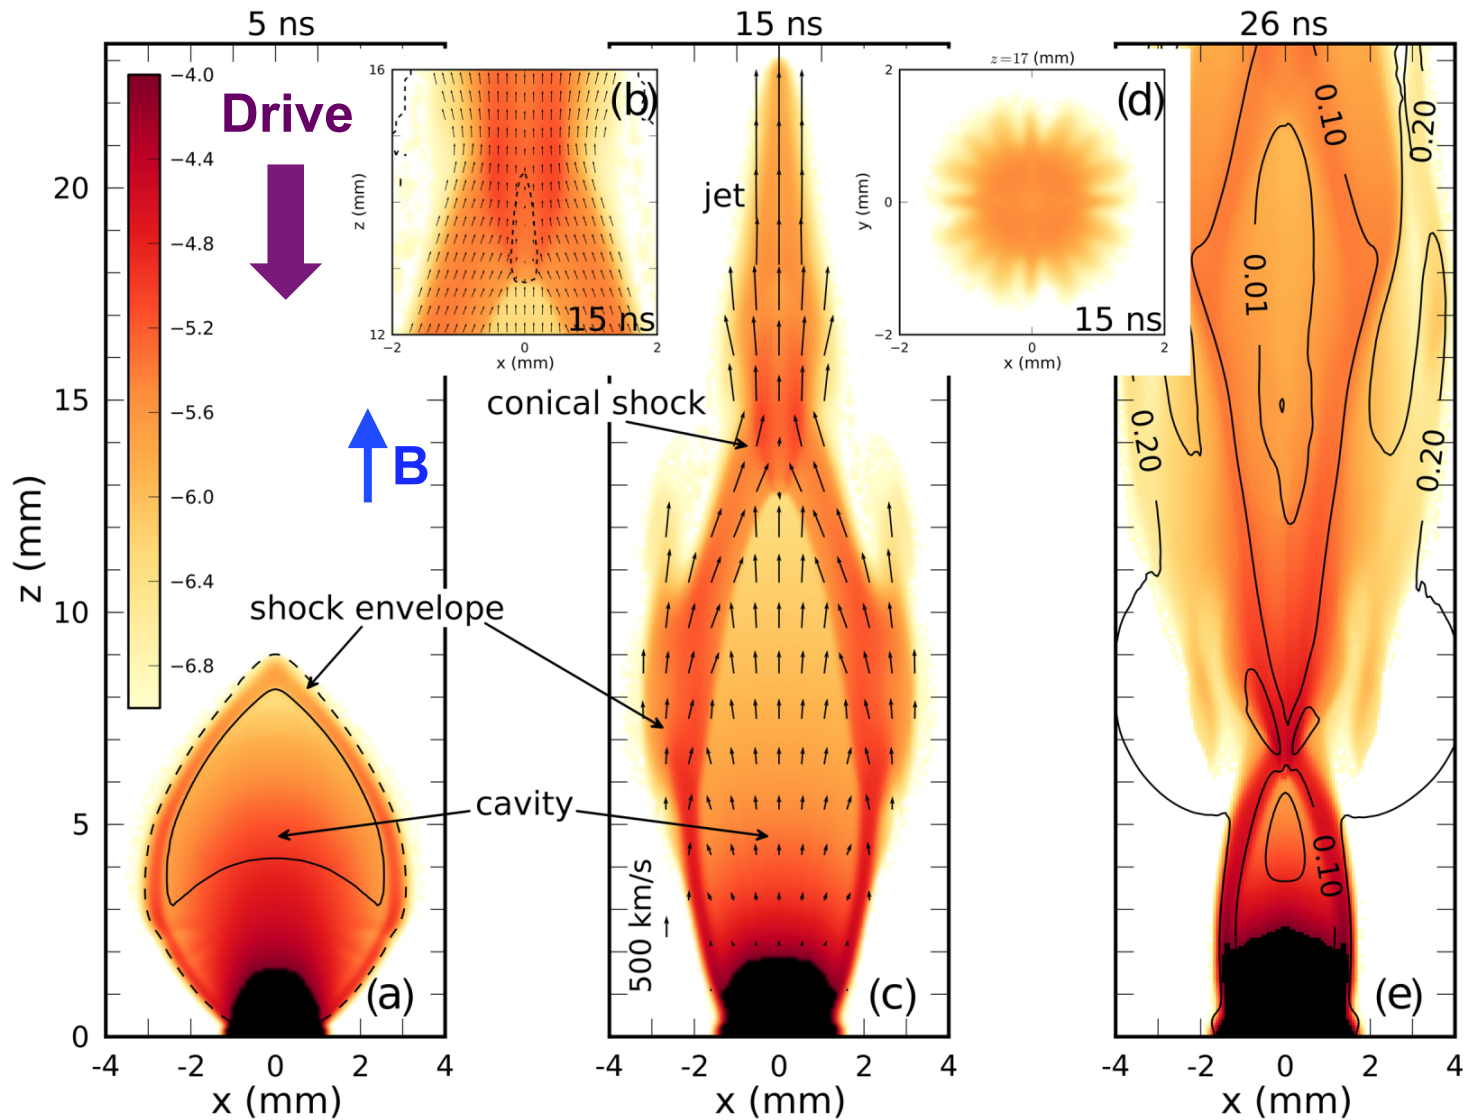 5 ns
15 ns
26 ns
-4.0
-4.4
-4.8
-5.2
-5.6
-6.0
-6.4
-6.8
Drive
B
shock envelope
cavity
(a)
z (mm)
20
15
10
5
0
-4
-2
0
2
4
x (mm)
(b)
15 ns
16
12
z (mm)
−2
0
2
x (mm)
jet
conical shock
500 km/s
(c)
-4
-2
0
2
4
x (mm)
z=17 (mm)
(d)
15 ns
2
0
−2
y (mm)
−2
0
2
x (mm)
0.10
0.20
0.01
0.20
0.20
0.10
(e)
-4
-2
0
2
4
x (mm)